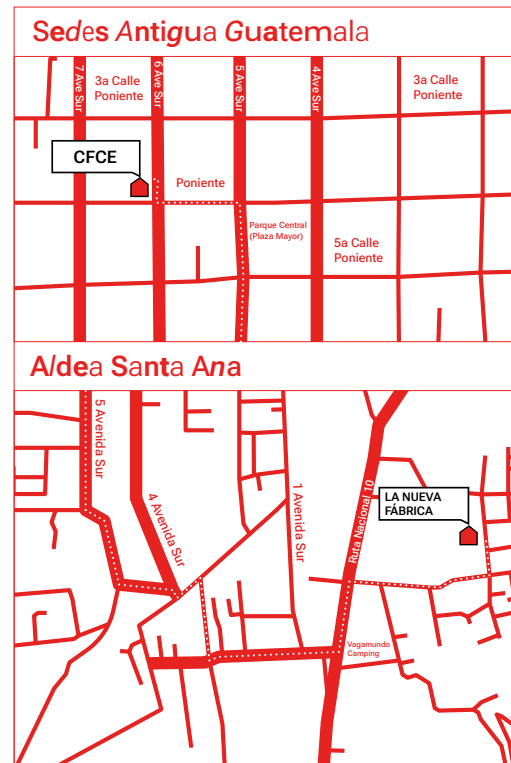 Sedes Antigua Guatemala
7 Ave Sur
3a Calle
Poniente
6 Ave Sur
5 Ave Sur
4 Ave Sur
3a Calle
Poniente
CFCE
Poniente
Parque Central
(Plaza Mayor)
5a Calle
Poniente
Aldea Santa Ana
5 Avenida Sur
4 Avenida Sur
1 Avenida Sur
Ruta Nacional 10
LA NUEVA
FÁBRICA
Vagamundo
Camping